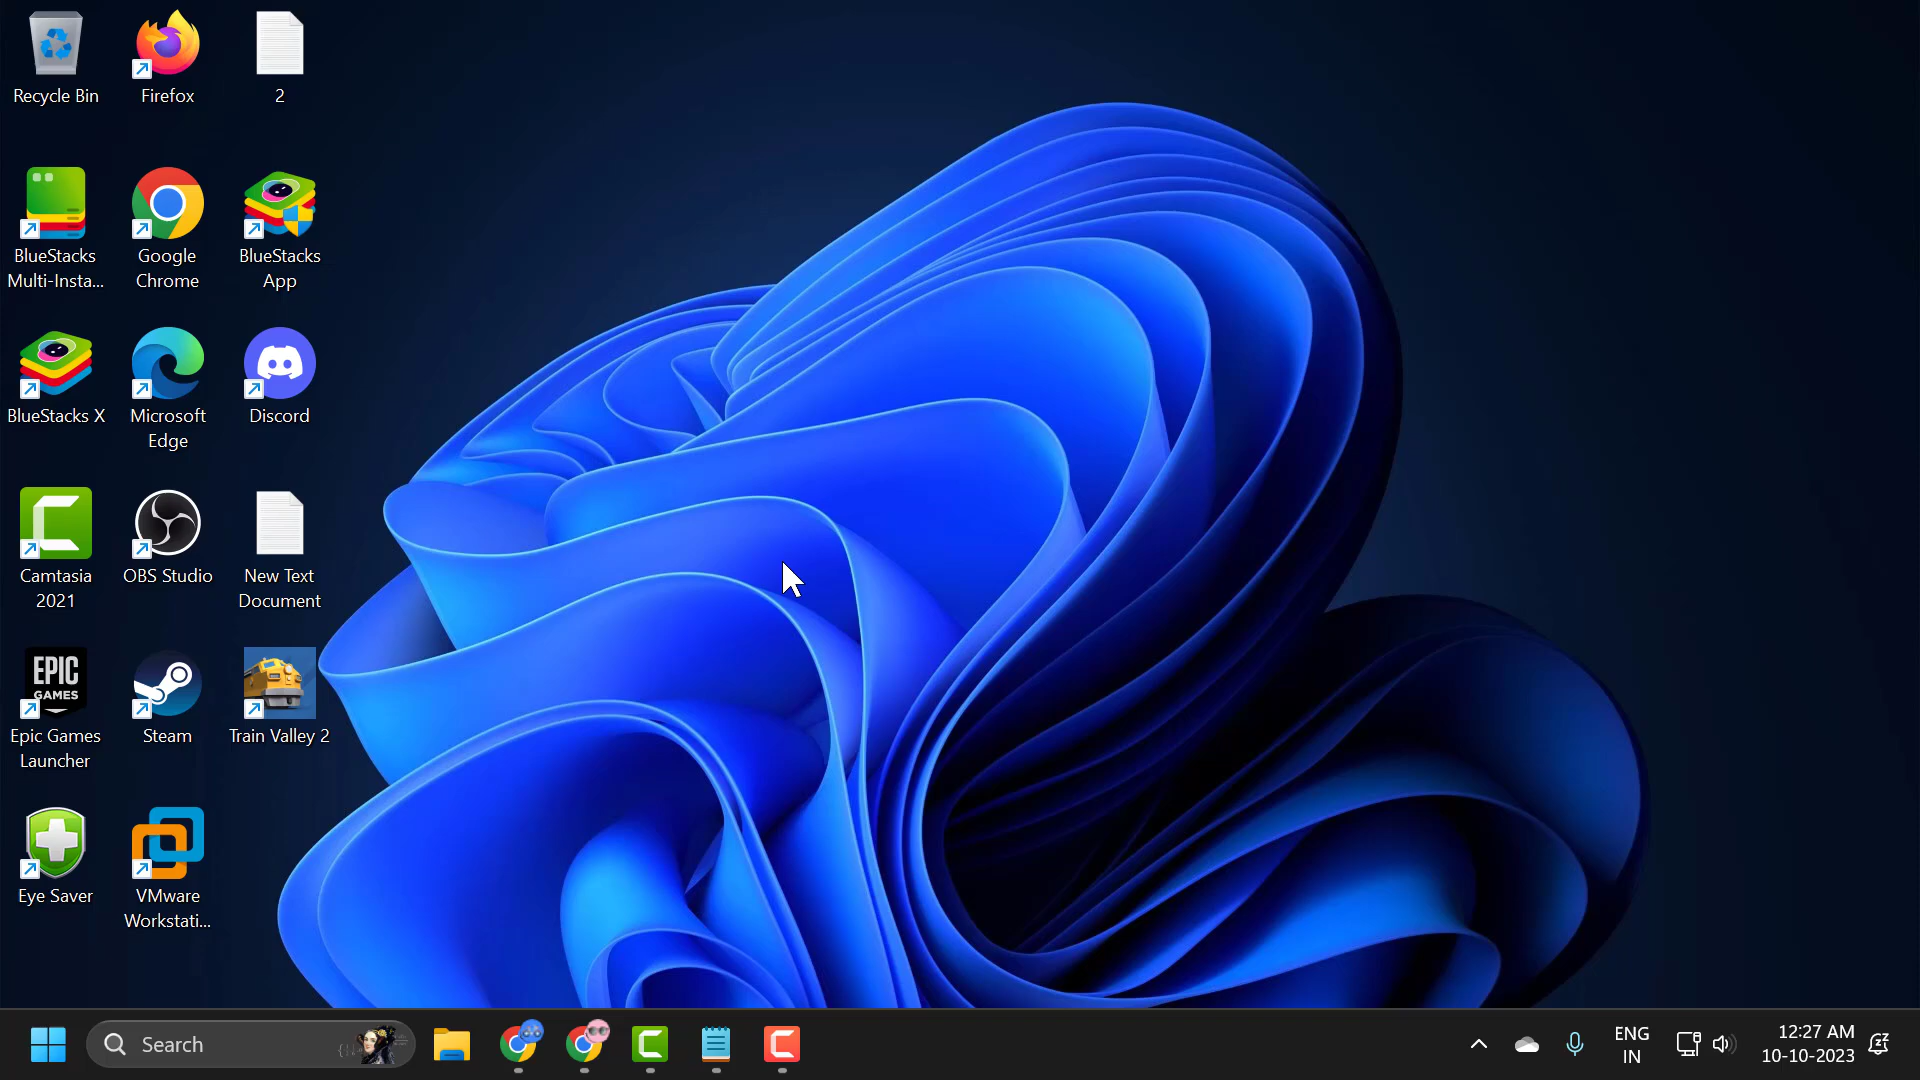 Recycle Bin
Firefox
2
BlueStacks
Multi-Insta...
Google
Chrome
BlueStacks
App
BlueStacks X
Microsoft
Edge
Discord
Camtasia
2021
OBS Studio
New Text
Document
EPIC
GAMES
Epic Games
Launcher
Steam
Train Valley 2
Eye Saver
VMware
Workstati...
Search
ENG
IN
12:27 AM
10-10-2023